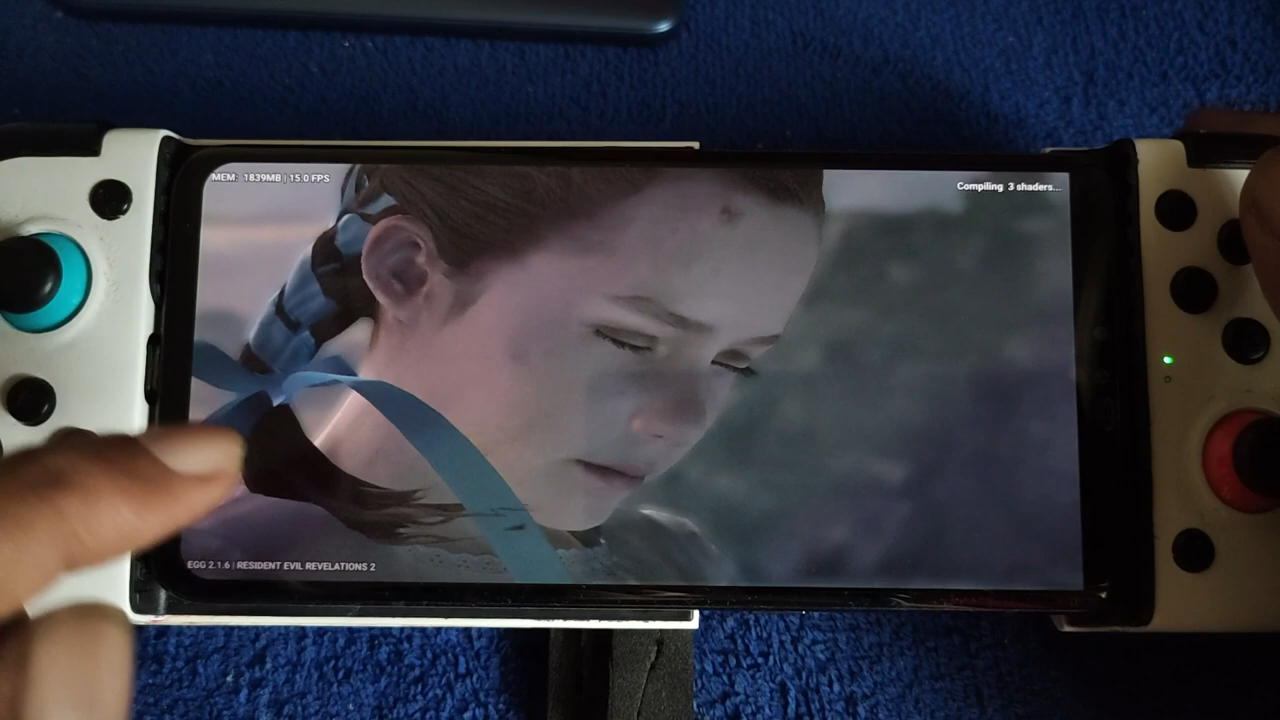 MEM: 1839MB | 15.0 FPS
Compiling 3 shaders...
EGG 2.1.6 | RESIDENT EVIL REVELATIONS 2